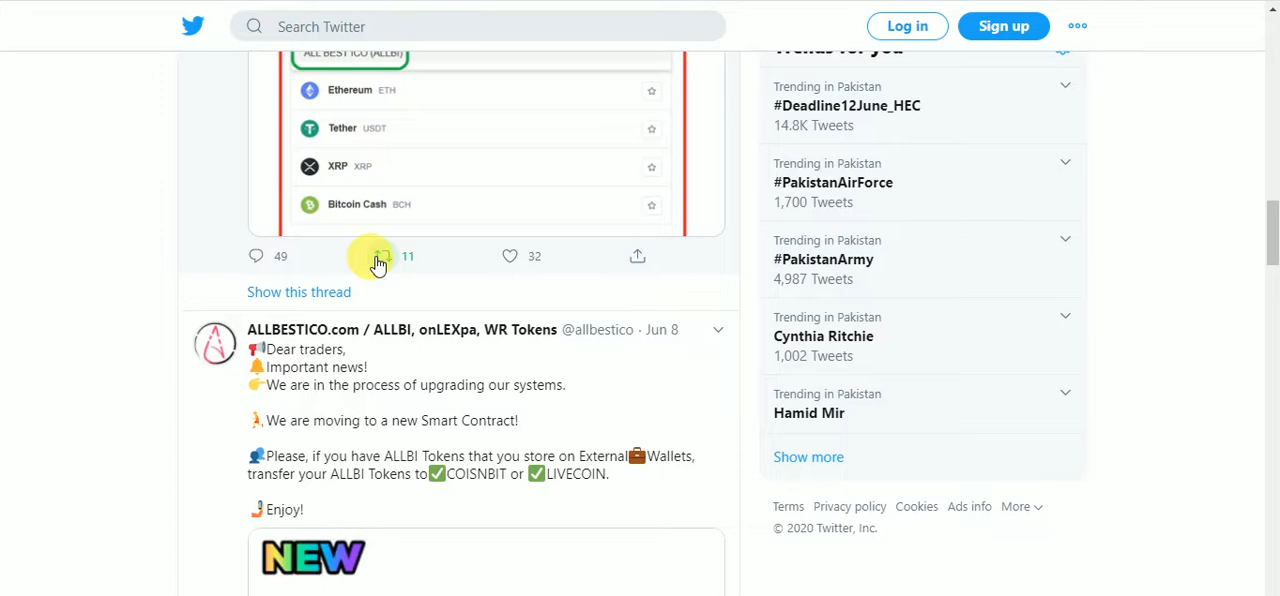 Search Twitter
Log in
Sign up
ALL BEST ICO (ALLBI)
Ethereum ETH
Tether USDT
XRP XRP
Bitcoin Cash BCH
49
11
32
Show this thread
ALLBESTICO.com / ALLBI, onLEXpa, WR Tokens @allbestico · Jun 8
Dear traders,
Important news!
We are in the process of upgrading our systems.
We are moving to a new Smart Contract!
Please, if you have ALLBI Tokens that you store on External Wallets,
transfer your ALLBI Tokens to COISNBIT or LIVECOIN.
Enjoy!
NEW
Trends for you
Trending in Pakistan
#Deadline12June_HEC
14.8K Tweets
Trending in Pakistan
#PakistanAirForce
1,700 Tweets
Trending in Pakistan
#PakistanArmy
4,987 Tweets
Trending in Pakistan
Cynthia Ritchie
1,002 Tweets
Trending in Pakistan
Hamid Mir
Show more
Terms Privacy policy Cookies Ads info More
© 2020 Twitter, Inc.